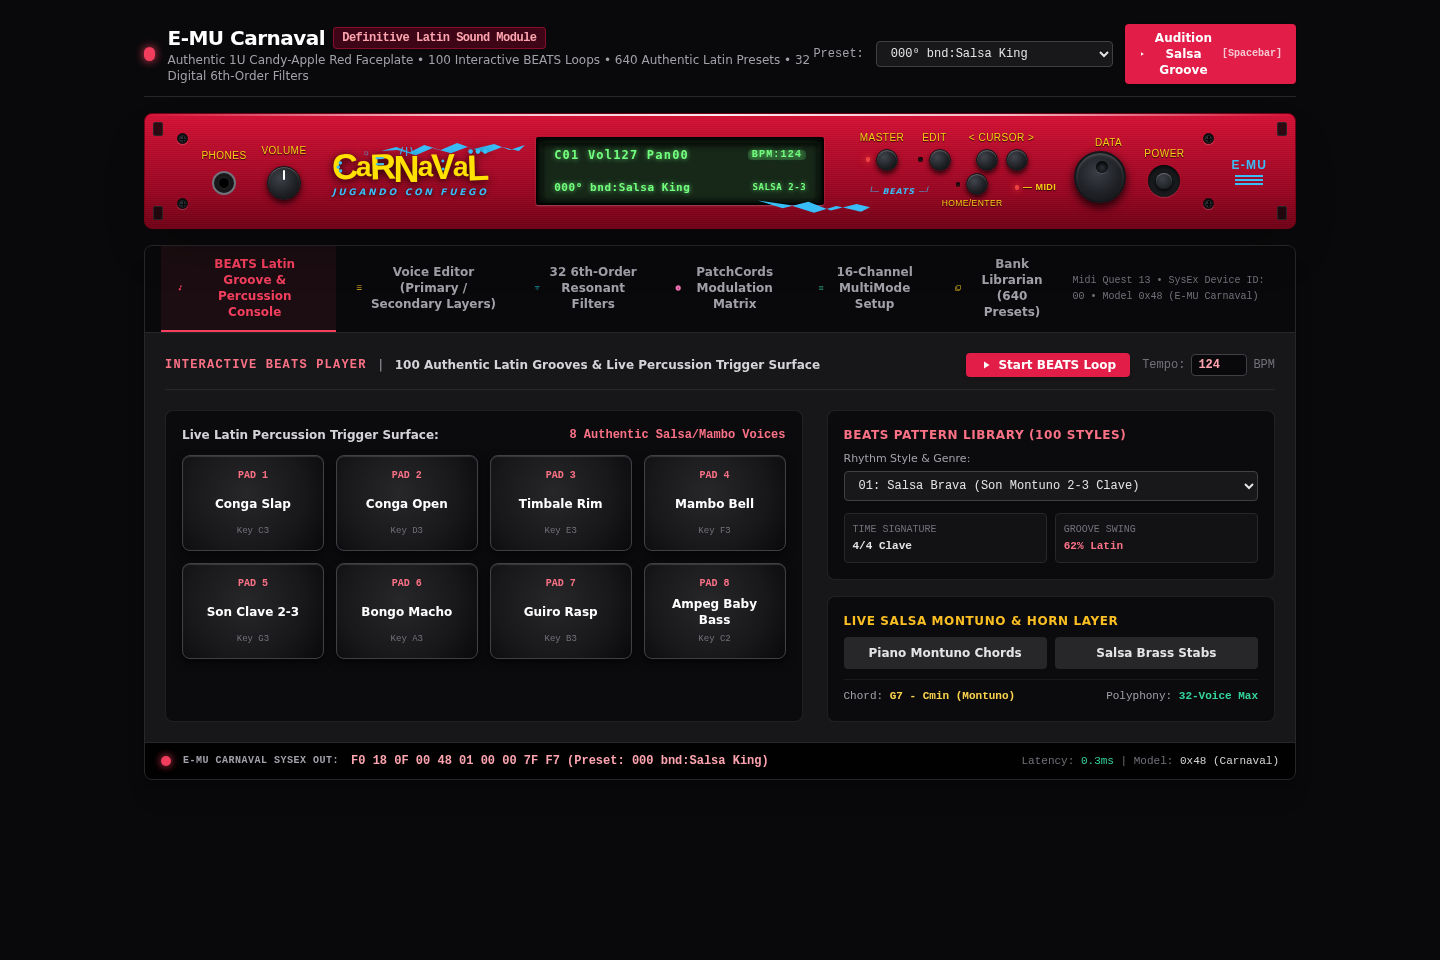 E-MU Carnaval
Definitive Latin Sound Module
Authentic 1U Candy-Apple Red Faceplate • 100 Interactive BEATS Loops • 640 Authentic Latin Presets • 32
Digital 6th-Order Filters
Preset:
000° bnd:Salsa King
Audition
Salsa
Groove
[Spacebar]
PHONES
VOLUME
CaRNaVaL
JUGANDO CON FUEGO
C01 Vol127 Pan00
BPM:124
000° bnd:Salsa King
SALSA 2-3
MASTER
EDIT
< CURSOR >
BEATS
HOME/ENTER
MIDI
DATA
POWER
E-MU
BEATS Latin
Groove &
Percussion
Console
Voice Editor
(Primary /
Secondary Layers)
32 6th-Order
Resonant
Filters
PatchCords
Modulation
Matrix
16-Channel
MultiMode
Setup
Bank
Librarian
(640
Presets)
Midi Quest 13 • SysEx Device ID:
00 • Model 0x48 (E-MU Carnaval)
INTERACTIVE BEATS PLAYER | 100 Authentic Latin Grooves & Live Percussion Trigger Surface
Start BEATS Loop
Tempo: 124 BPM
Live Latin Percussion Trigger Surface:
8 Authentic Salsa/Mambo Voices
PAD 1
Conga Slap
Key C3
PAD 2
Conga Open
Key D3
PAD 3
Timbale Rim
Key E3
PAD 4
Mambo Bell
Key F3
PAD 5
Son Clave 2-3
Key G3
PAD 6
Bongo Macho
Key A3
PAD 7
Guiro Rasp
Key B3
PAD 8
Ampeg Baby
Bass
Key C2
BEATS PATTERN LIBRARY (100 STYLES)
Rhythm Style & Genre:
01: Salsa Brava (Son Montuno 2-3 Clave)
TIME SIGNATURE
4/4 Clave
GROOVE SWING
62% Latin
LIVE SALSA MONTUNO & HORN LAYER
Piano Montuno Chords
Salsa Brass Stabs
Chord: G7 - Cmin (Montuno)
Polyphony: 32-Voice Max
E-MU CARNAVAL SYSEX OUT: F0 18 0F 00 48 01 00 00 7F F7 (Preset: 000 bnd:Salsa King)
Latency: 0.3ms | Model: 0x48 (Carnaval)